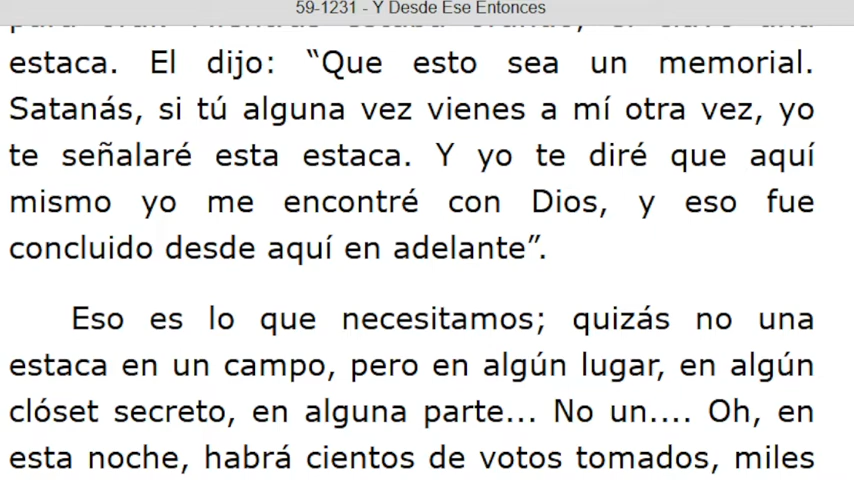 59-1231 - Y Desde Ese Entonces
estaca. El dijo: “Que esto sea un memorial.
Satanás, si tú alguna vez vienes a mí otra vez, yo
te señalaré esta estaca. Y yo te diré que aquí
mismo yo me encontré con Dios, y eso fue
concluido desde aquí en adelante”.
Eso es lo que necesitamos; quizás no una
estaca en un campo, pero en algún lugar, en algún
clóset secreto, en alguna parte... No un.... Oh, en
esta noche, habrá cientos de votos tomados, miles